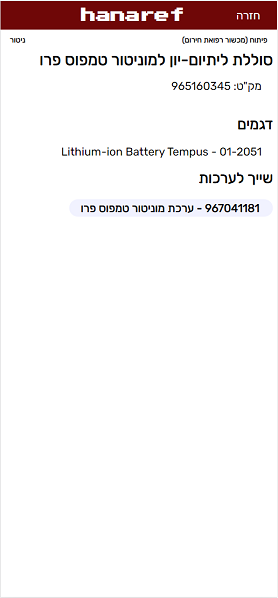 חזרה
hanaref
פיתוח (מכשור רפואת חירום)
ניטור
סוללת ליתיום-יון למוניטור טמפוס פרו
מק"ט: 965160345
דגמים
Lithium-ion Battery Tempus - 01-2051
שייך לערכות
967041181 - ערכת מוניטור טמפוס פרו